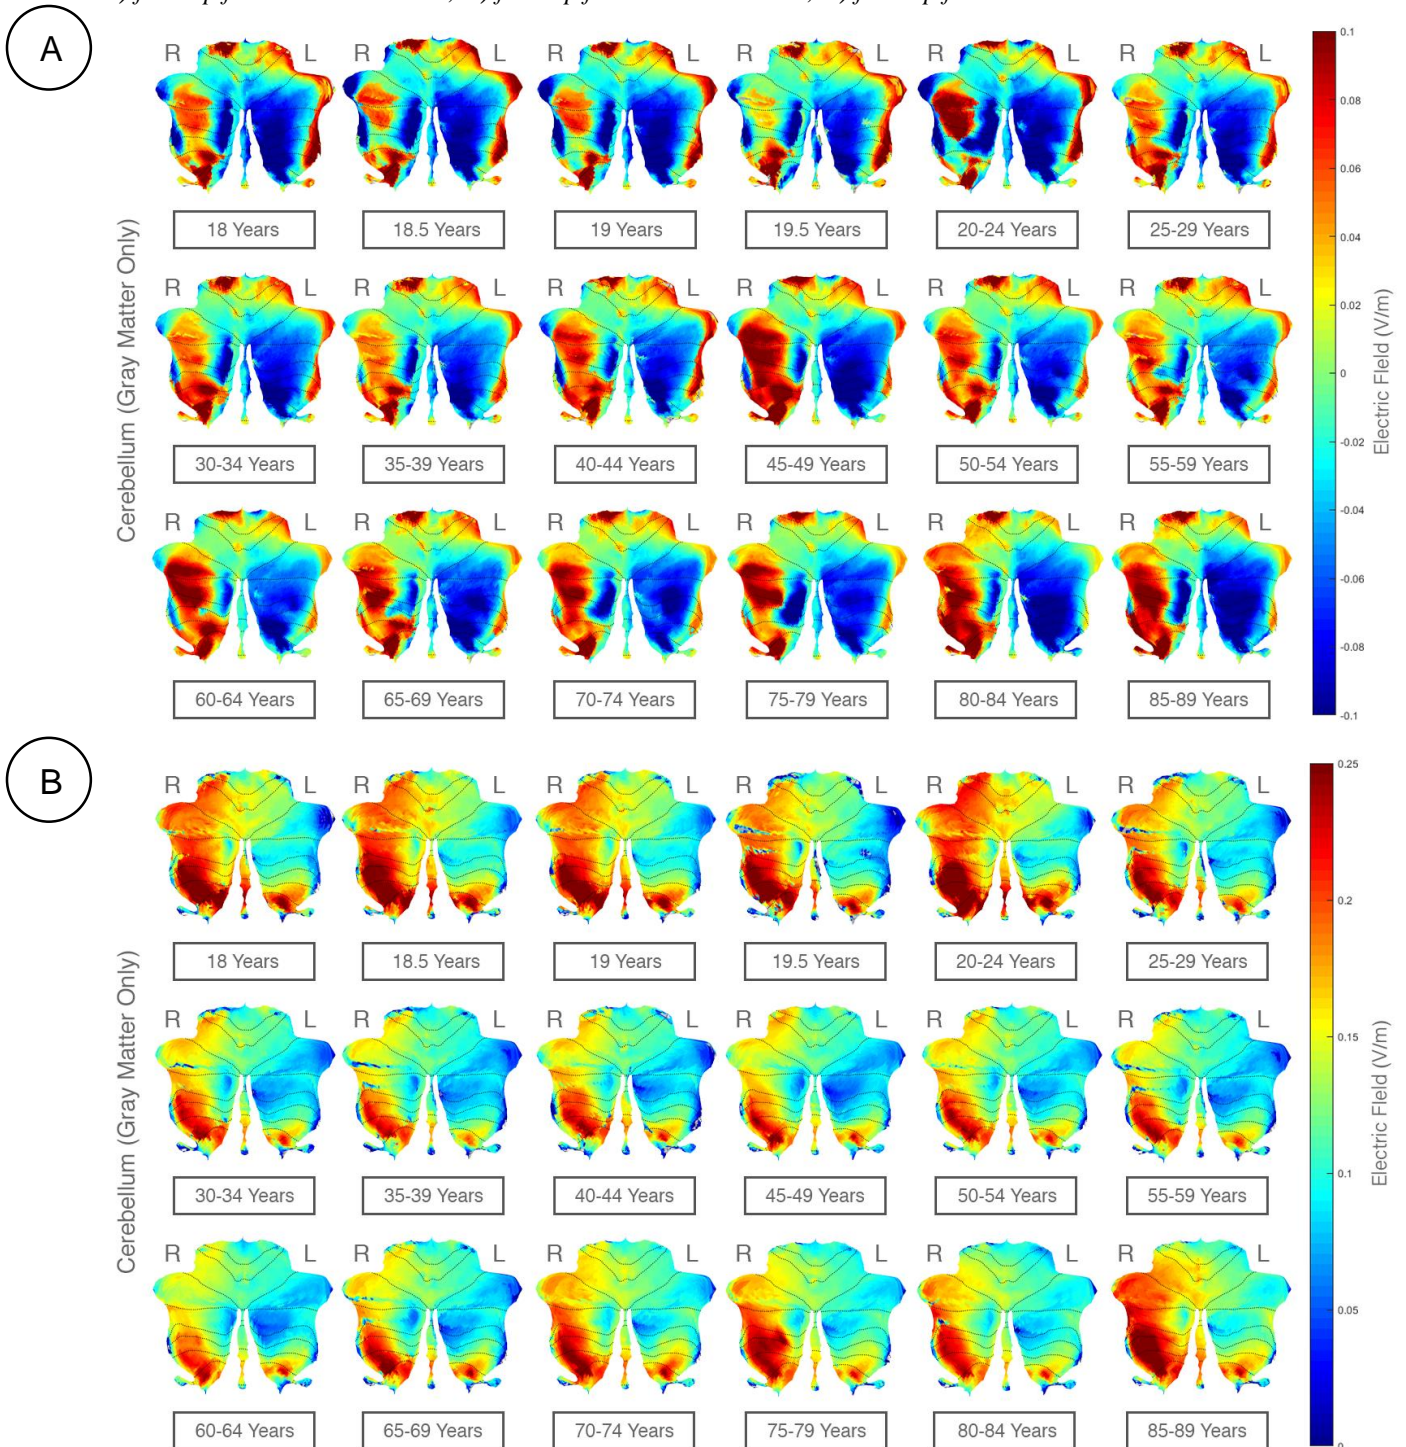 A
R L R L R L R L R L R L
18 Years 18.5 Years 19 Years 19.5 Years 20-24 Years 25-29 Years
R L R L R L R L R L R L
30-34 Years 35-39 Years 40-44 Years 45-49 Years 50-54 Years 55-59 Years
R L R L R L R L R L R L
60-64 Years 65-69 Years 70-74 Years 75-79 Years 80-84 Years 85-89 Years
Cerebellum (Gray Matter Only)
0.1
0.08
0.06
0.04
0.02
0
-0.02
-0.04
-0.06
-0.08
-0.1
Electric FIeld (V/m)
B
R L R L R L R L R L R L
18 Years 18.5 Years 19 Years 19.5 Years 20-24 Years 25-29 Years
R L R L R L R L R L R L
30-34 Years 35-39 Years 40-44 Years 45-49 Years 50-54 Years 55-59 Years
R L R L R L R L R L R L
60-64 Years 65-69 Years 70-74 Years 75-79 Years 80-84 Years 85-89 Years
Cerebellum (Gray Matter Only)
0.25
0.2
0.15
0.1
0.05
0
Electric FIeld (V/m)